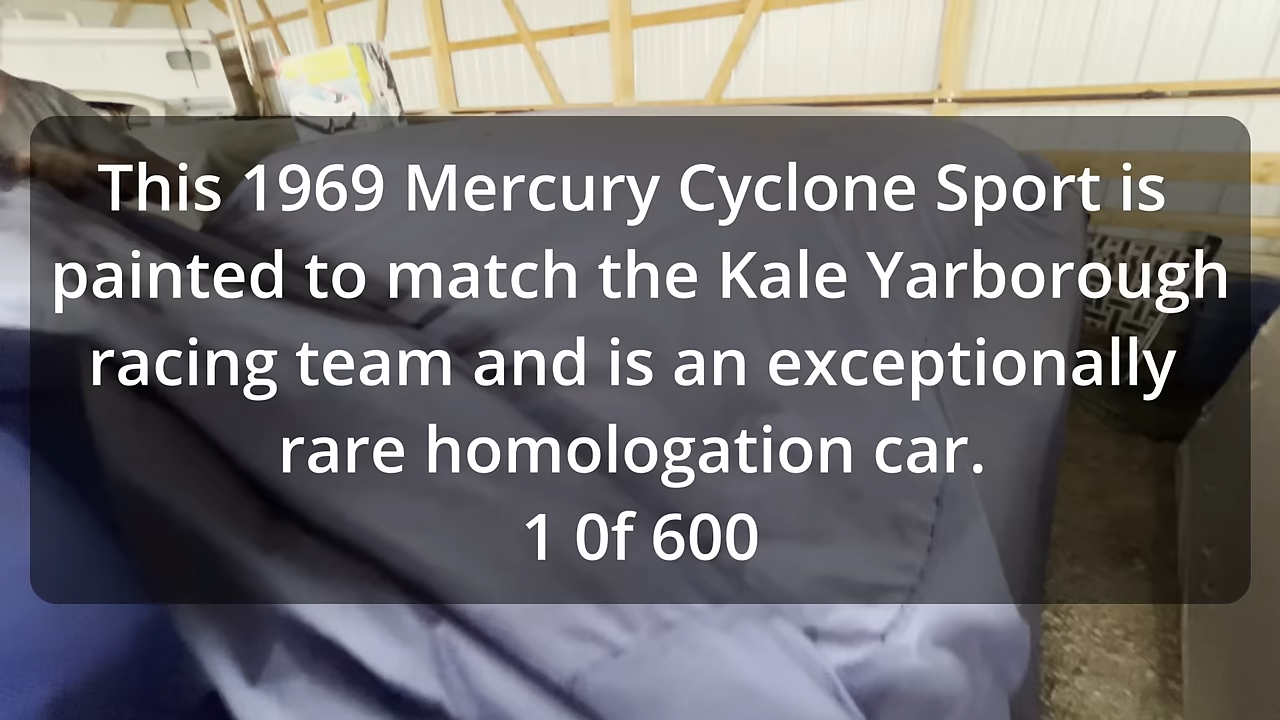 This 1969 Mercury Cyclone Sport is
painted to match the Kale Yarborough
racing team and is an exceptionally
rare homologation car.
1 0f 600